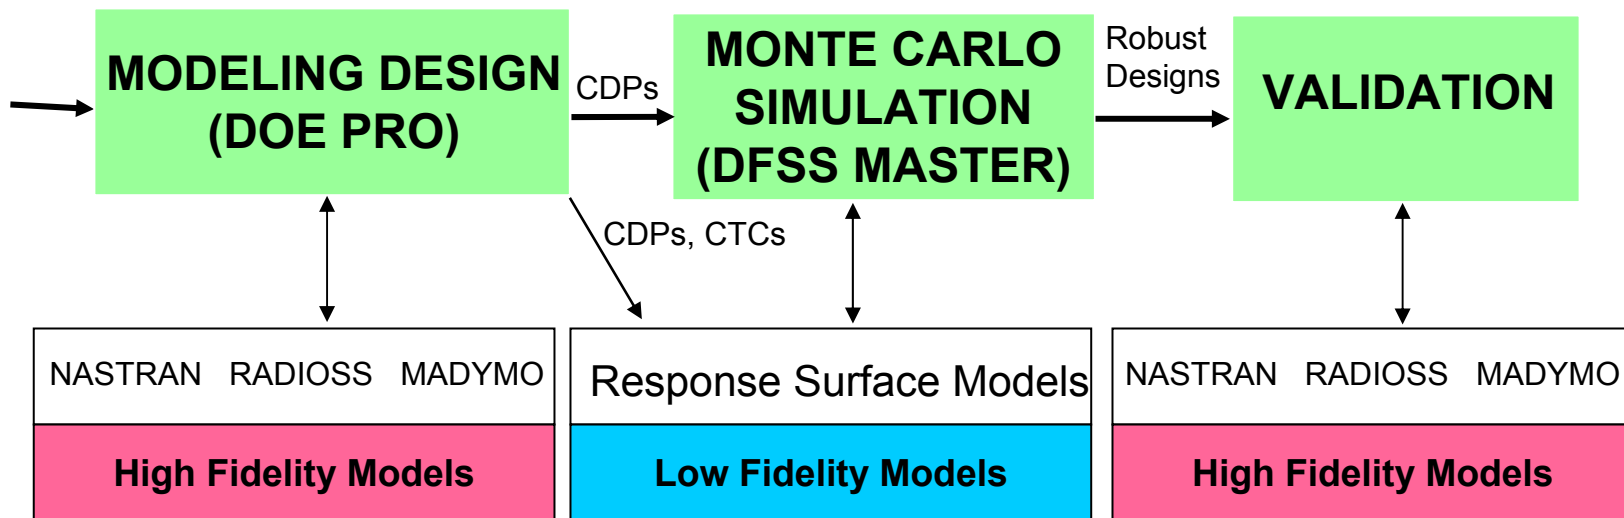 MODELING DESIGN
(DOE PRO)
CDPs
MONTE CARLO
SIMULATION
(DFSS MASTER)
Robust
Designs
VALIDATION
CDPs, CTCs
NASTRAN RADIOSS MADYMO
High Fidelity Models
Response Surface Models
Low Fidelity Models
NASTRAN RADIOSS MADYMO
High Fidelity Models